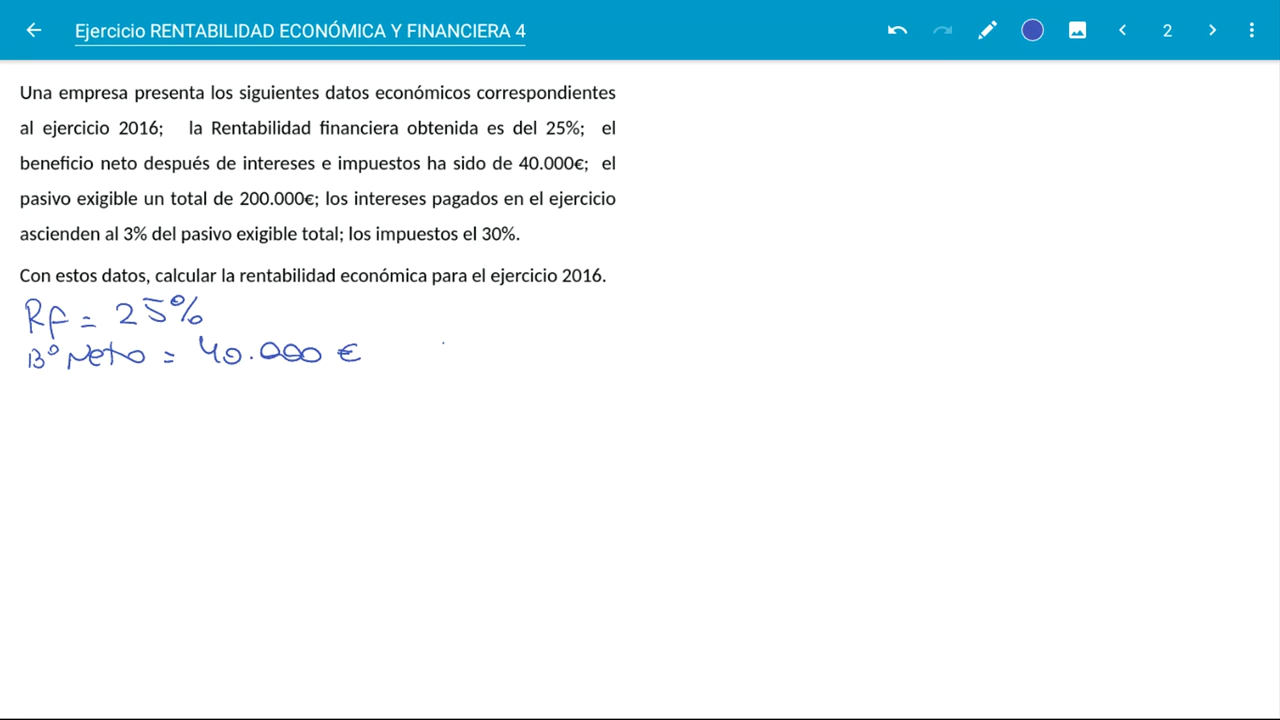 Ejercicio RENTABILIDAD ECONÓMICA Y FINANCIERA 4
2
Una empresa presenta los siguientes datos económicos correspondientes
al ejercicio 2016; la Rentabilidad financiera obtenida es del 25%; el
beneficio neto después de intereses e impuestos ha sido de 40.000€; el
pasivo exigible un total de 200.000€; los intereses pagados en el ejercicio
ascienden al 3% del pasivo exigible total; los impuestos el 30%.
Con estos datos, calcular la rentabilidad económica para el ejercicio 2016.
Rf = 25%
Bº Neto = 40.000 €